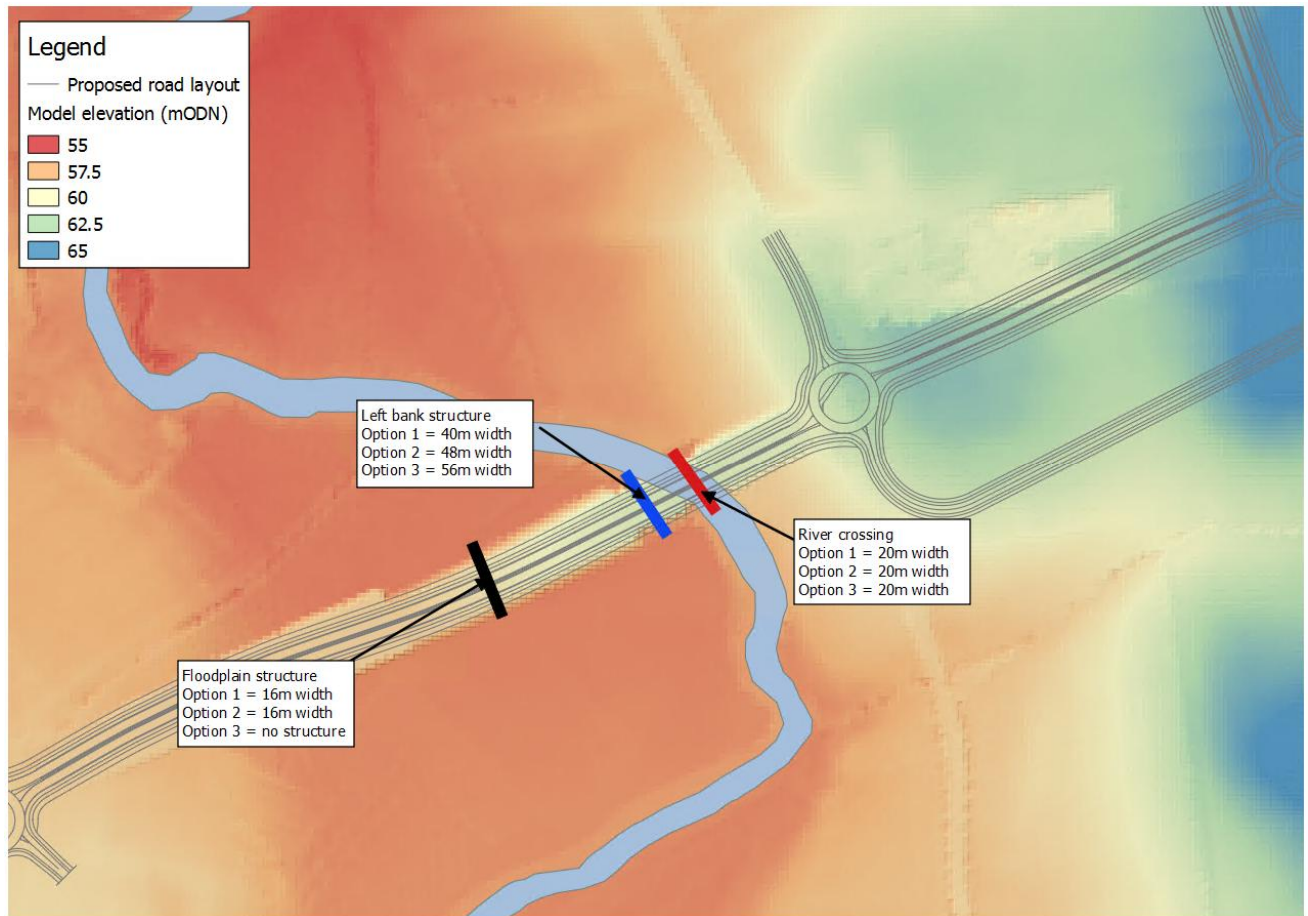 Legend
Proposed road layout
Model elevation (mODN)
55
57.5
60
62.5
65
Left bank structure
Option 1 = 40m width
Option 2 = 48m width
Option 3 = 56m width
River crossing
Option 1 = 20m width
Option 2 = 20m width
Option 3 = 20m width
Floodplain structure
Option 1 = 16m width
Option 2 = 16m width
Option 3 = no structure